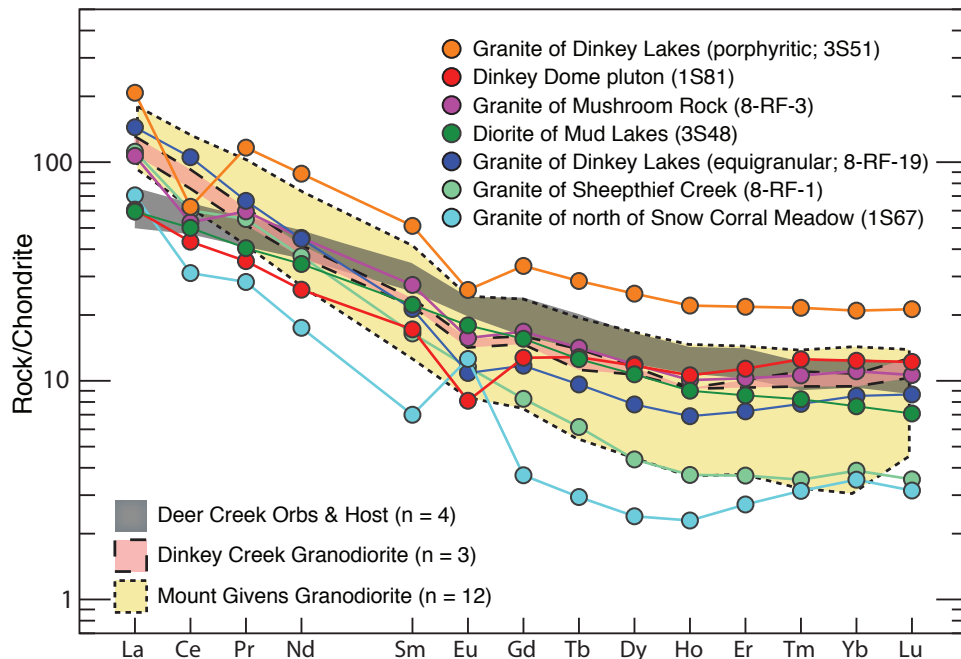 Granite of Dinkey Lakes (porphyritic; 3S51)
Dinkey Dome pluton (1S81)
Granite of Mushroom Rock (8-RF-3)
Diorite of Mud Lakes (3S48)
Granite of Dinkey Lakes (equigranular; 8-RF-19)
Granite of Sheepthief Creek (8-RF-1)
Granite of north of Snow Corral Meadow (1S67)
Rock/Chondrite
100
10
1
Deer Creek Orbs & Host (n = 4)
Dinkey Creek Granodiorite (n = 3)
Mount Givens Granodiorite (n = 12)
La Ce Pr Nd Sm Eu Gd Tb Dy Ho Er Tm Yb Lu